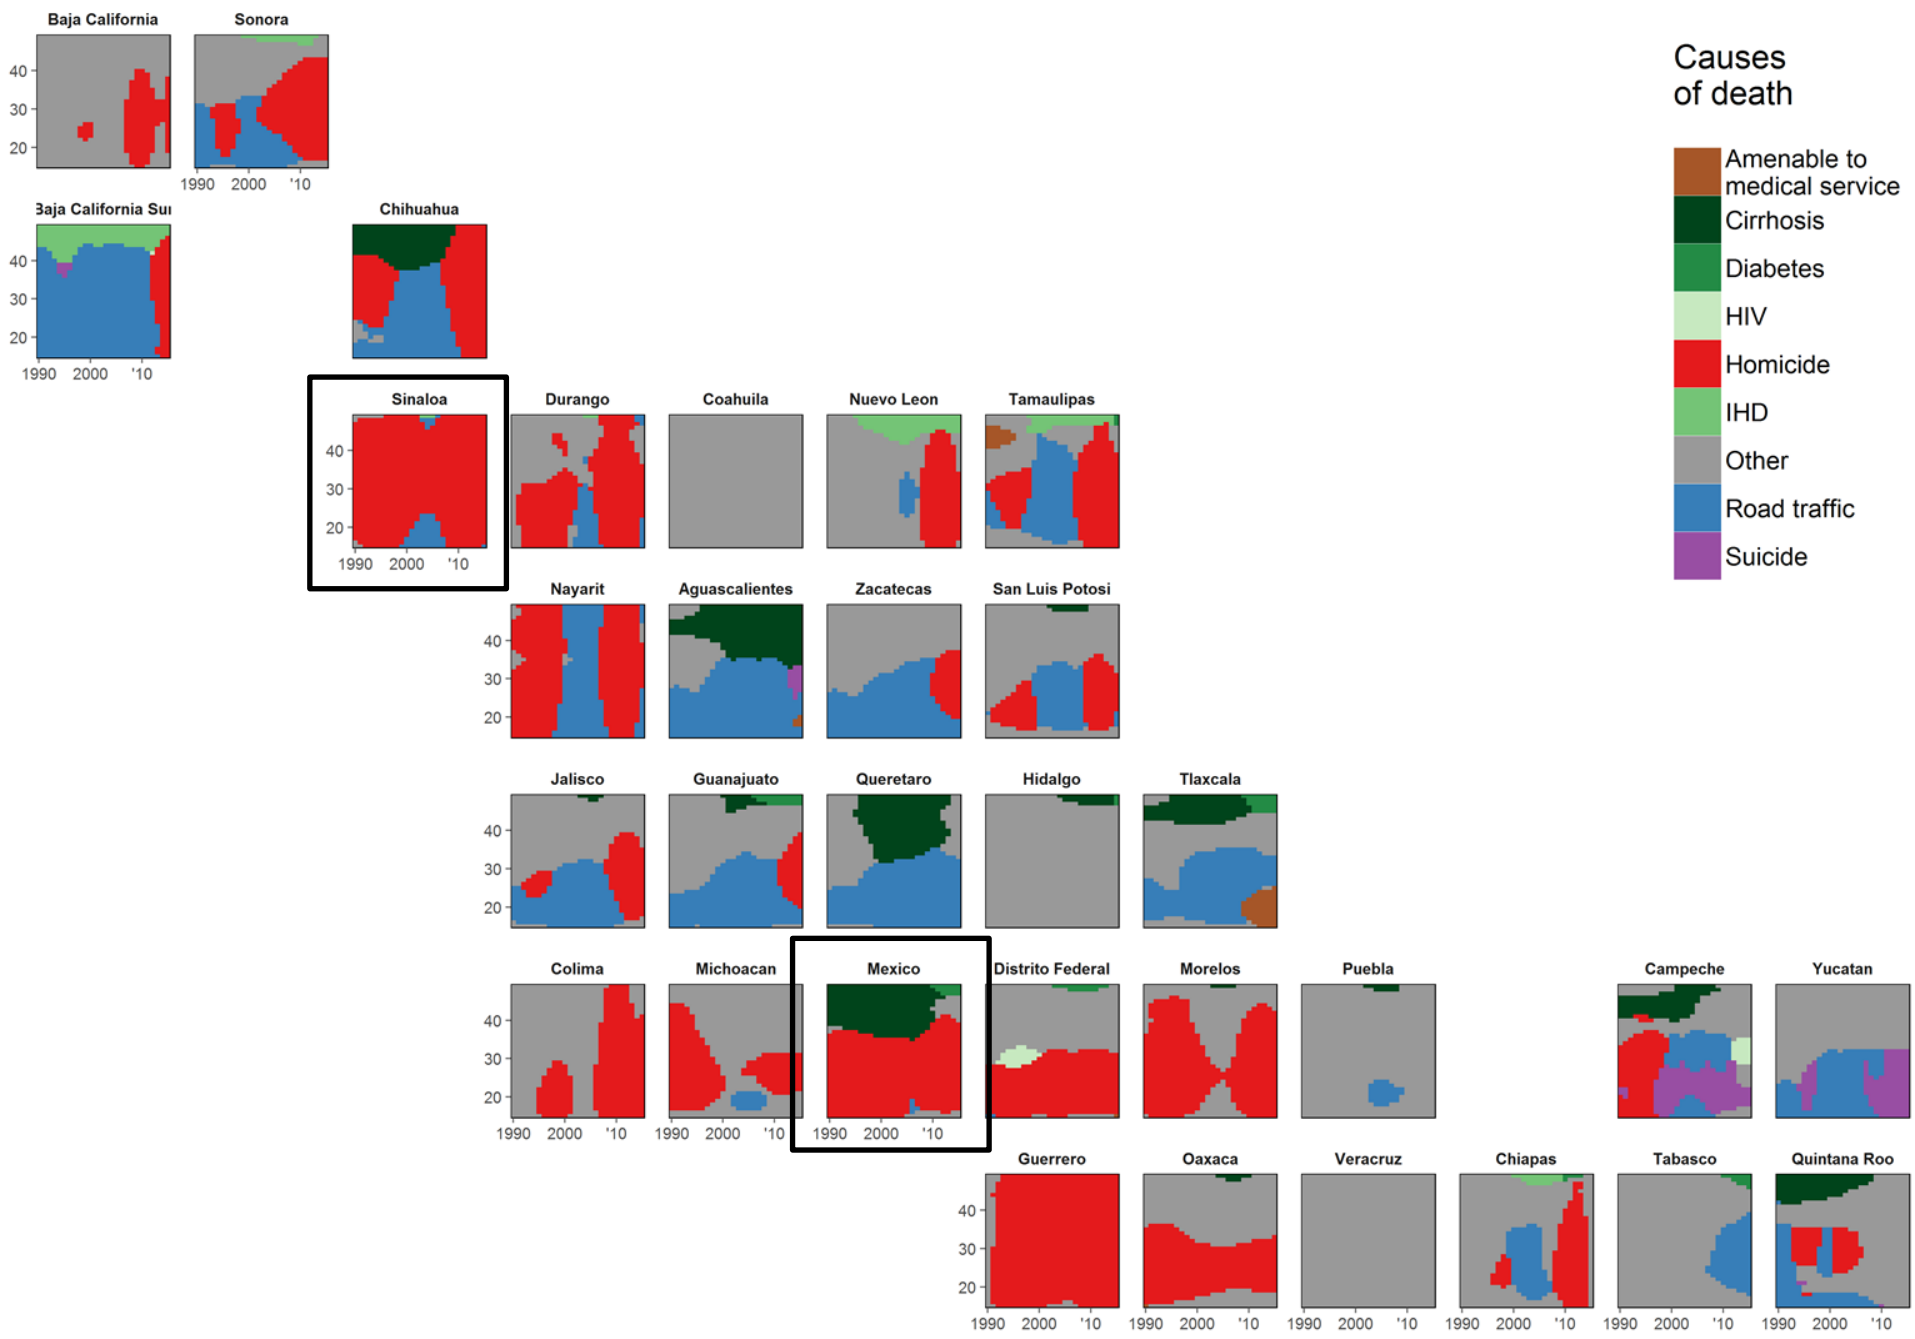 Baja California
Sonora
40
30
20
1990 2000 '10
Causes
of death
Amenable to
medical service
Cirrhosis
Diabetes
HIV
Homicide
IHD
Other
Road traffic
Suicide
Baja California Sur
Chihuahua
40
30
20
1990 2000 '10
Sinaloa
Durango
Coahuila
Nuevo Leon
Tamaulipas
40
30
20
1990 2000 '10
Nayarit
Aguascalientes
Zacatecas
San Luis Potosi
40
30
20
Jalisco
Guanajuato
Queretaro
Hidalgo
Tlaxcala
40
30
20
Colima
Michoacan
Mexico
Distrito Federal
Morelos
Puebla
Campeche
Yucatan
40
30
20
1990 2000 '10
1990 2000 '10
1990 2000 '10
Guerrero
Oaxaca
Veracruz
Chiapas
Tabasco
Quintana Roo
40
30
20
1990 2000 '10
1990 2000 '10
1990 2000 '10
1990 2000 '10
1990 2000 '10
1990 2000 '10